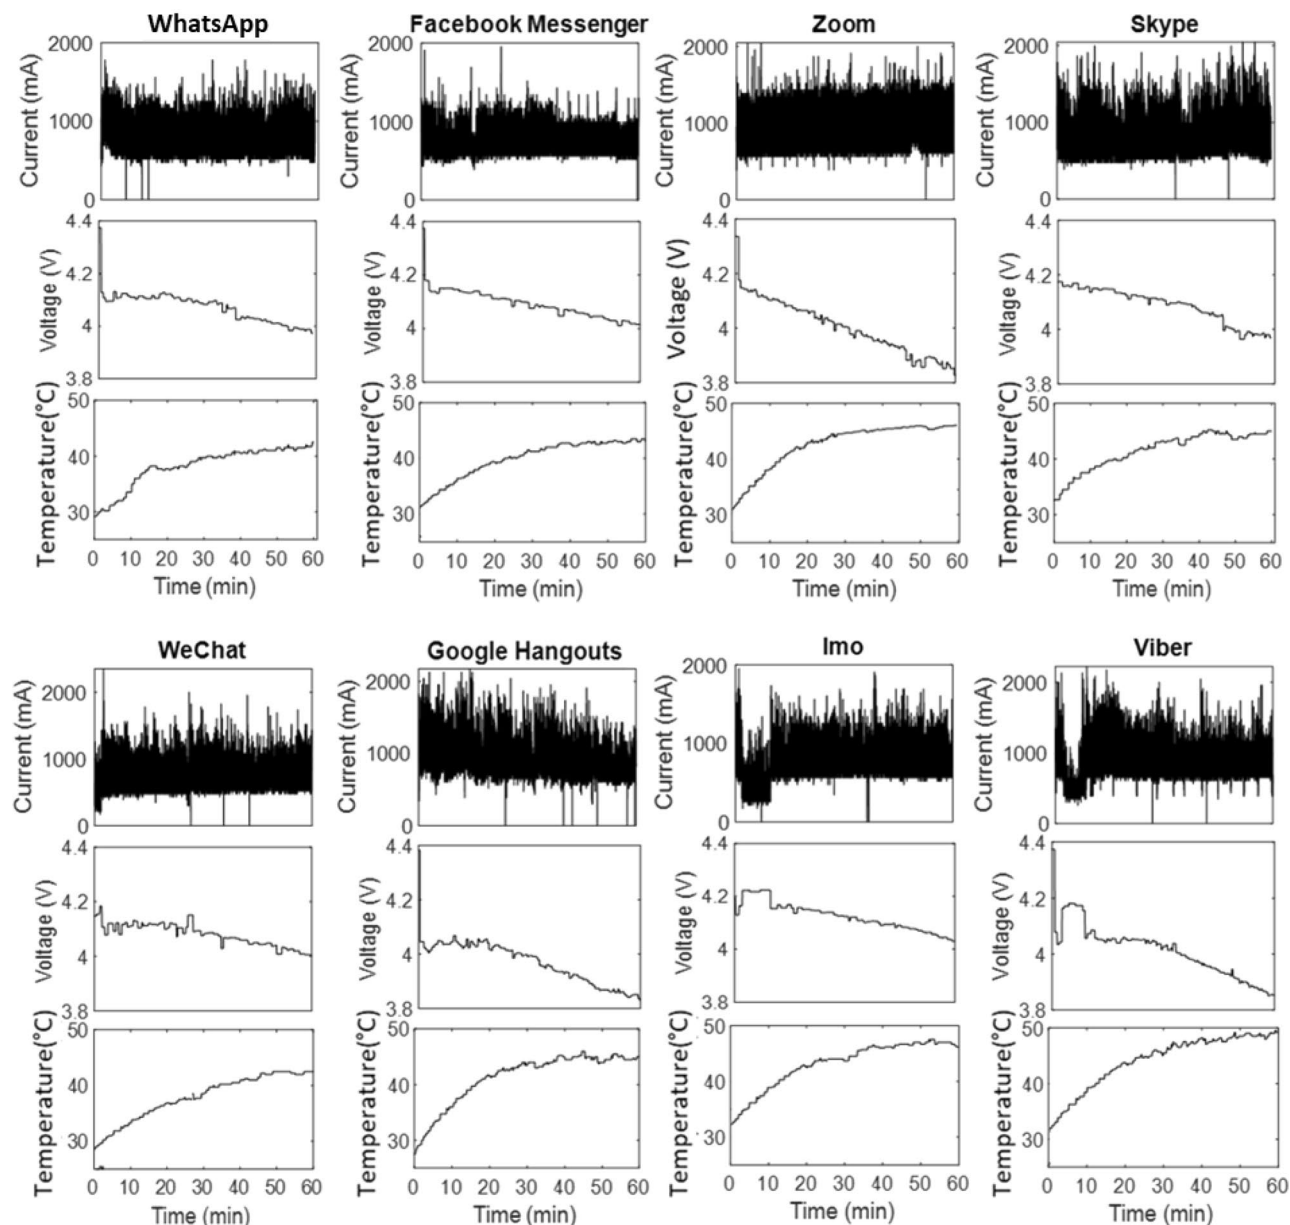 WhatsApp
Facebook Messenger
Zoom
Skype
Current (mA)
2000
1000
0
Current (mA)
2000
1000
0
Current (mA)
2000
1000
0
Current (mA)
2000
1000
0
Voltage (V)
4.4
4.2
4
3.8
Voltage (V)
4.4
4.2
4
3.8
Voltage (V)
4.4
4.2
4
3.8
Voltage (V)
4.4
4.2
4
3.8
Temperature(°C)
50
40
30
Temperature(°C)
50
40
30
Temperature(°C)
50
40
30
Temperature(°C)
50
40
30
0 10 20 30 40 50 60
0 10 20 30 40 50 60
0 10 20 30 40 50 60
0 10 20 30 40 50 60
Time (min)
Time (min)
Time (min)
Time (min)
WeChat
Google Hangouts
Imo
Viber
Current (mA)
2000
1000
0
Current (mA)
2000
1000
0
Current (mA)
2000
1000
0
Current (mA)
2000
1000
0
Voltage (V)
4.4
4.2
4
3.8
Voltage (V)
4.4
4.2
4
3.8
Voltage (V)
4.4
4.2
4
3.8
Voltage (V)
4.4
4.2
4
3.8
Temperature(°C)
50
40
30
Temperature(°C)
50
40
30
Temperature(°C)
50
40
30
Temperature(°C)
50
40
30
0 10 20 30 40 50 60
0 10 20 30 40 50 60
0 10 20 30 40 50 60
0 10 20 30 40 50 60
Time (min)
Time (min)
Time (min)
Time (min)